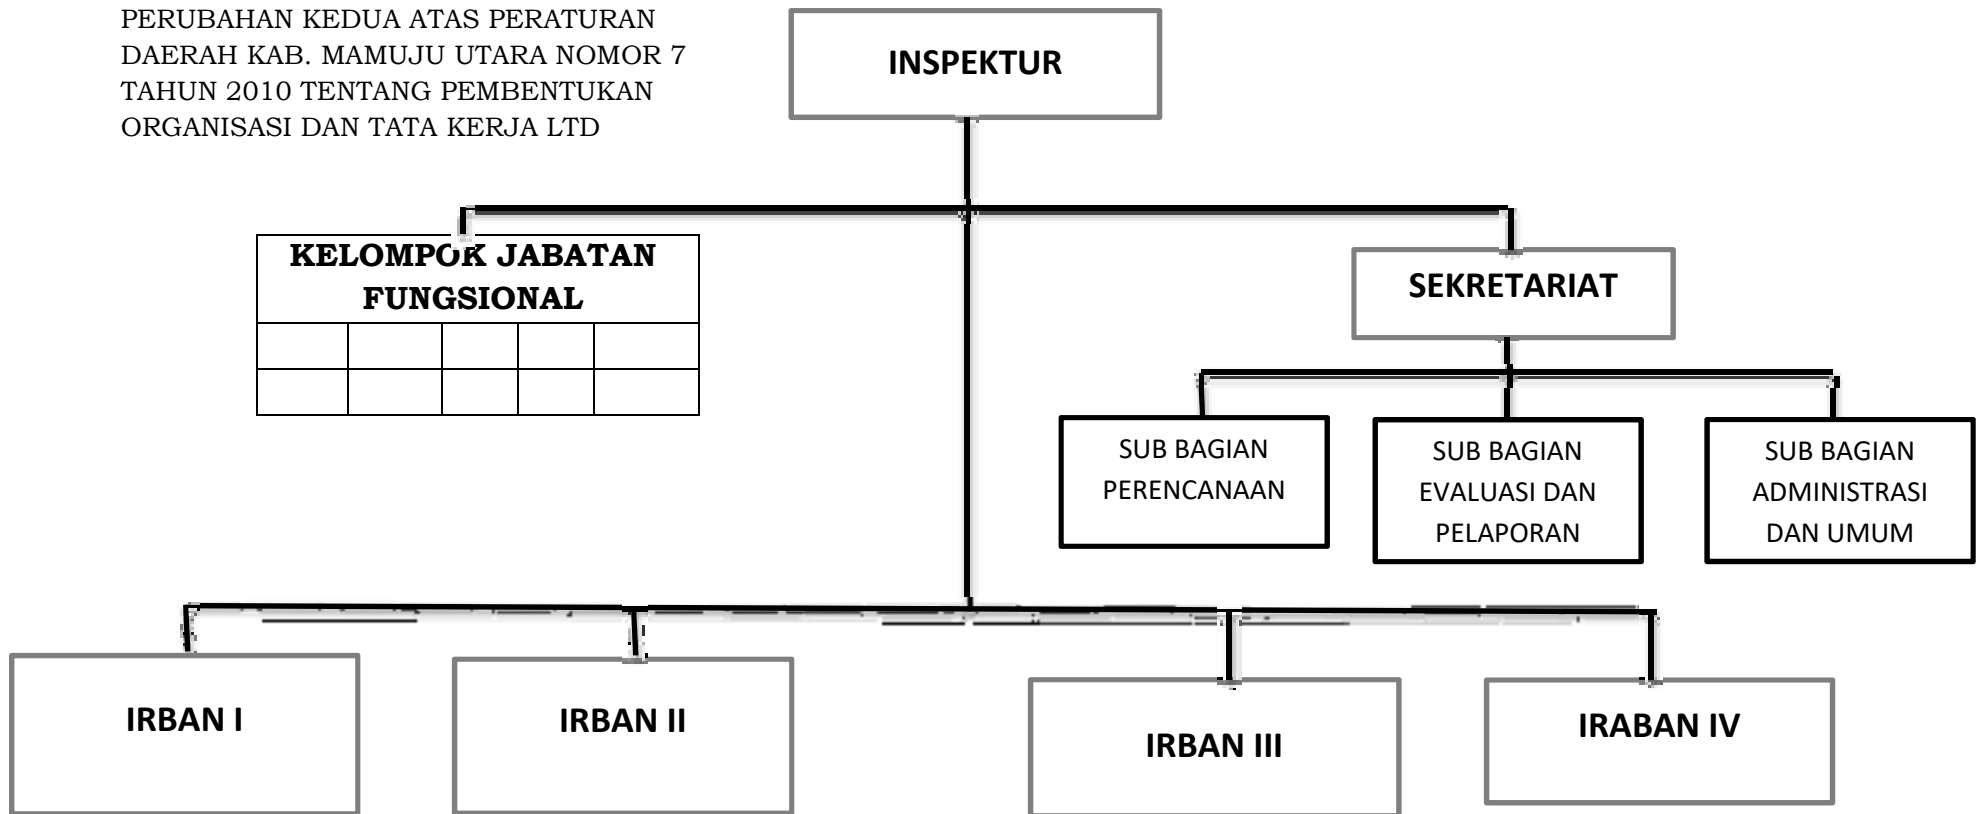 PERUBAHAN KEDUA ATAS PERATURAN
DAERAH KAB. MAMUJU UTARA NOMOR 7
TAHUN 2010 TENTANG PEMBENTUKAN
ORGANISASI DAN TATA KERJA LTD
INSPEKTUR
KELOMPOK JABATAN
FUNGSIONAL
SEKRETARIAT
SUB BAGIAN
PERENCANAAN
SUB BAGIAN
EVALUASI DAN
PELAPORAN
SUB BAGIAN
ADMINISTRASI
DAN UMUM
IRBAN I
IRBAN II
IRBAN III
IRABAN IV